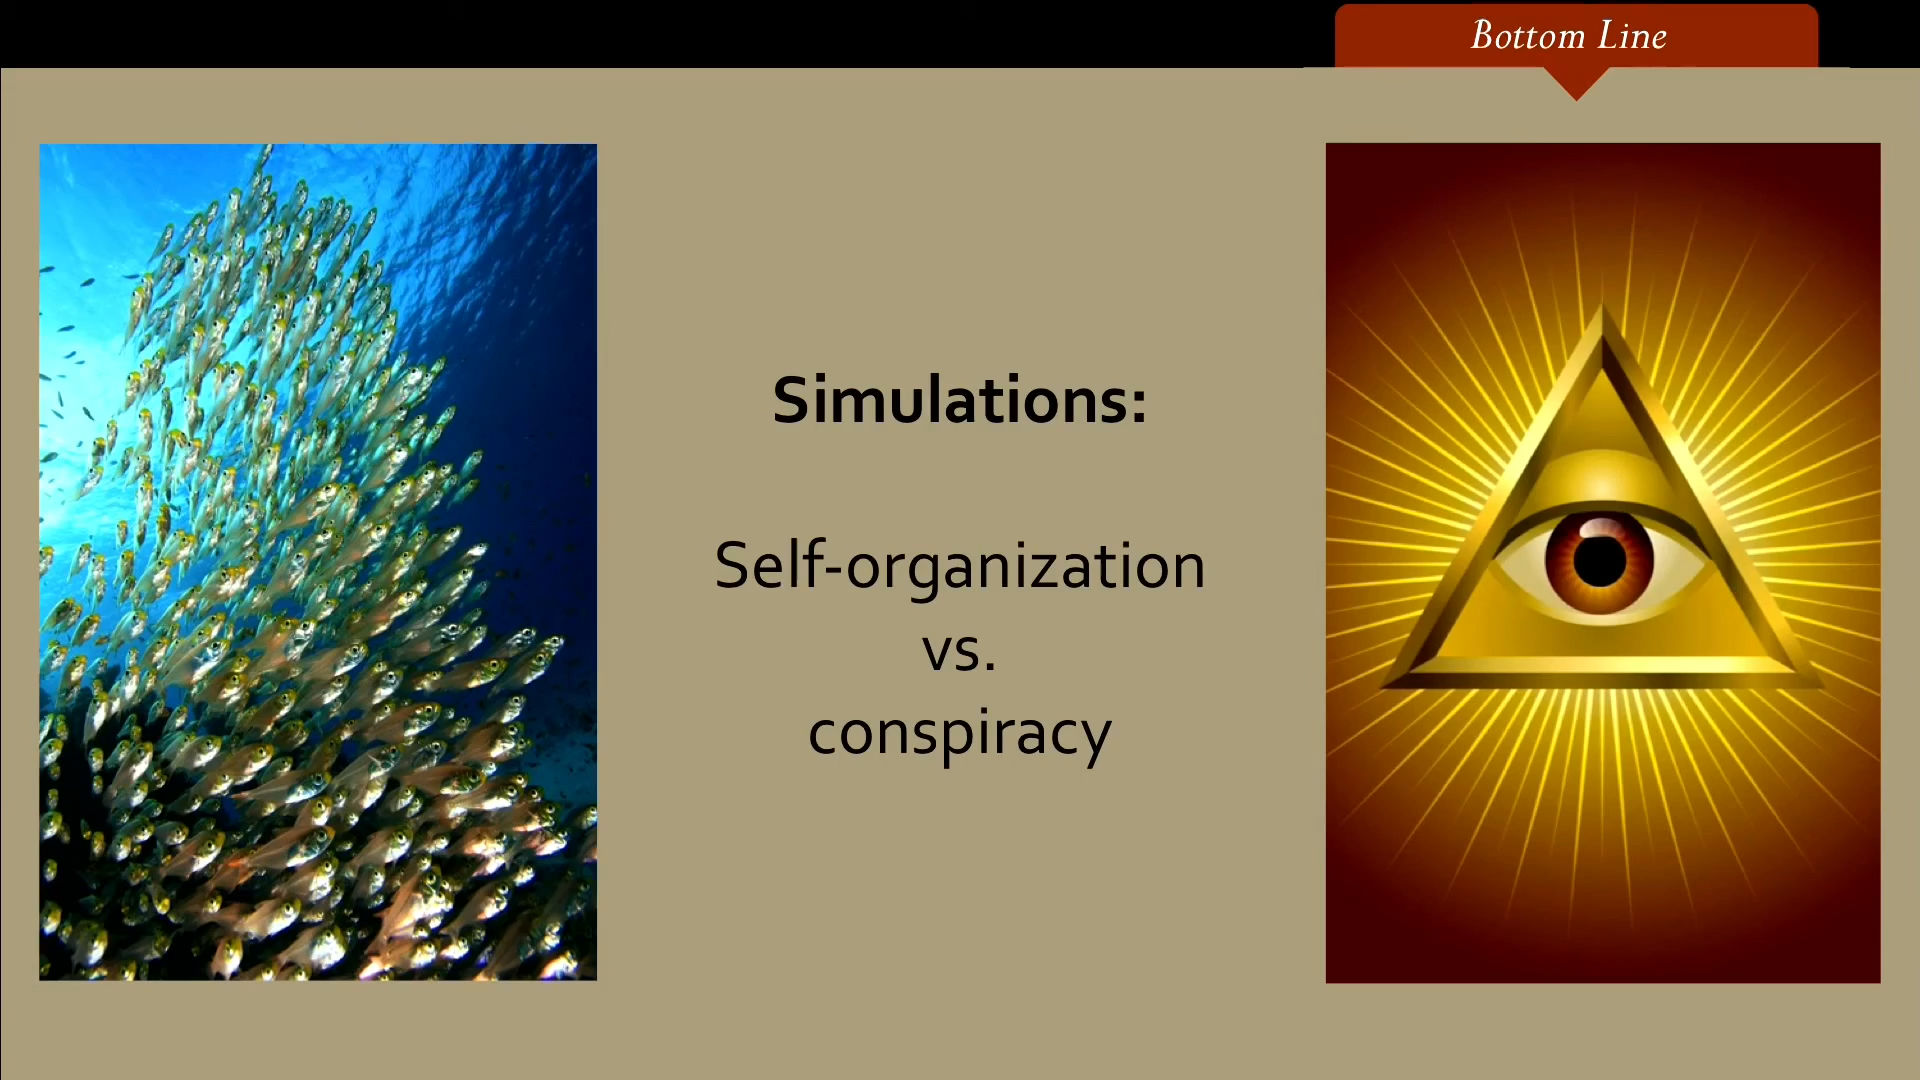 Bottom Line
Simulations:
Self-organization
vs.
conspiracy